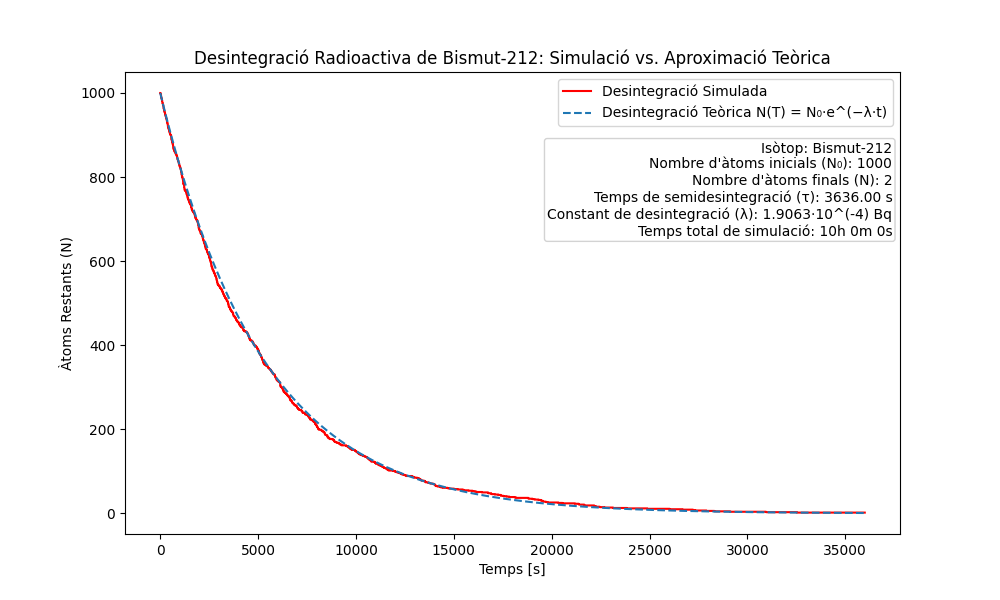 Desintegració Radioactiva de Bismut-212: Simulació vs. Aproximació Teòrica
Desintegració Simulada
Desintegració Teòrica N(T) = N₀·e^(−λ·t)
Isòtop: Bismut-212
Nombre d'àtoms inicials (N₀): 1000
Nombre d'àtoms finals (N): 2
Temps de semidesintegració (τ): 3636.00 s
Constant de desintegració (λ): 1.9063·10^(-4) Bq
Temps total de simulació: 10h 0m 0s
Àtoms Restants (N)
1000
800
600
400
200
0
0 5000 10000 15000 20000 25000 30000 35000
Temps [s]